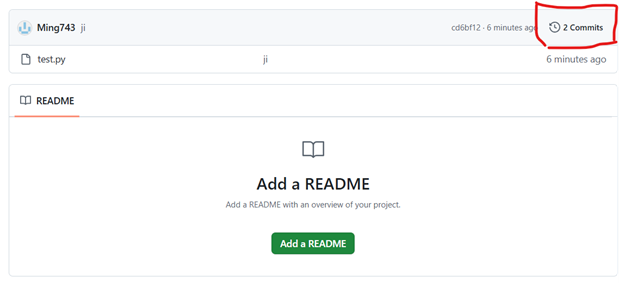 Ming743 ji cd6bf12 · 6 minutes ago 2 Commits
test.py ji 6 minutes ago
README
Add a README
Add a README with an overview of your project.
Add a README